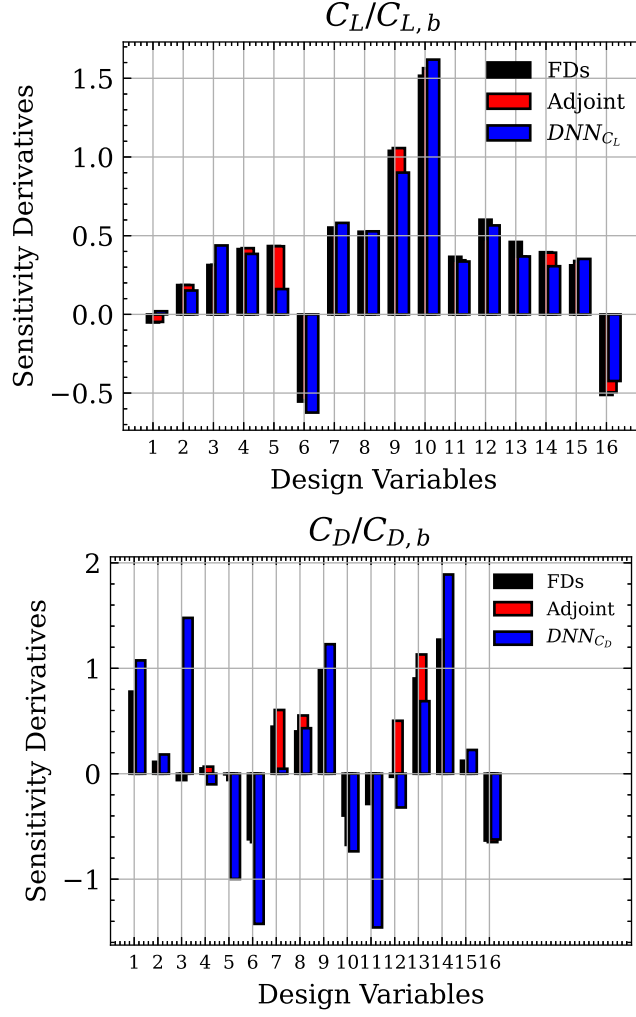 C_L/C_{L,b}
1.5
1.0
0.5
0.0
−0.5
Sensitivity Derivatives
FDs
Adjoint
DNN_{C_L}
1 2 3 4 5 6 7 8 9 10 11 12 13 14 15 16
Design Variables
C_D/C_{D,b}
2
1
0
−1
Sensitivity Derivatives
FDs
Adjoint
DNN_{C_D}
1 2 3 4 5 6 7 8 9 10 11 12 13 14 15 16
Design Variables